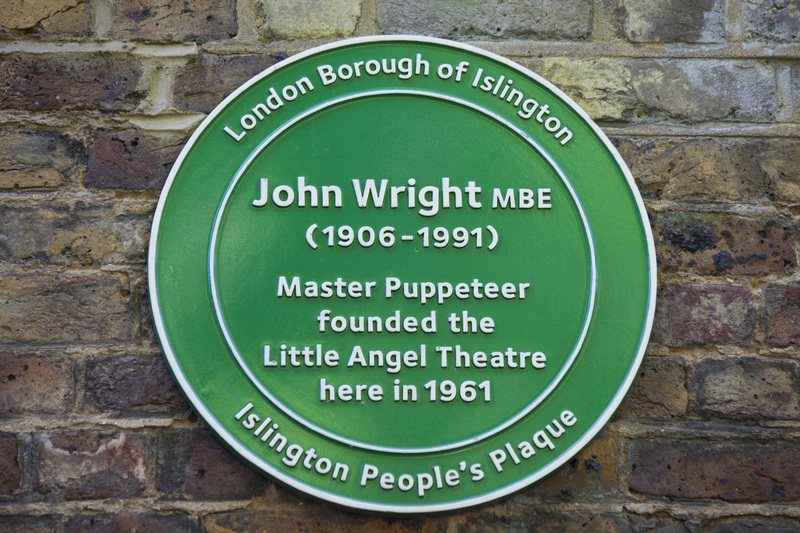 London Borough of Islington
John Wright MBE
(1906-1991)
Master Puppeteer
founded the
Little Angel Theatre
here in 1961
Islington People's Plaque